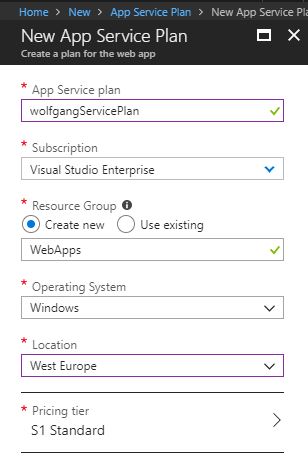 Home > New > App Service Plan > New App Service Pla
New App Service Plan
Create a plan for the web app
* App Service plan
wolfgangServicePlan
* Subscription
Visual Studio Enterprise
* Resource Group
Create new Use existing
WebApps
* Operating System
Windows
* Location
West Europe
* Pricing tier
S1 Standard